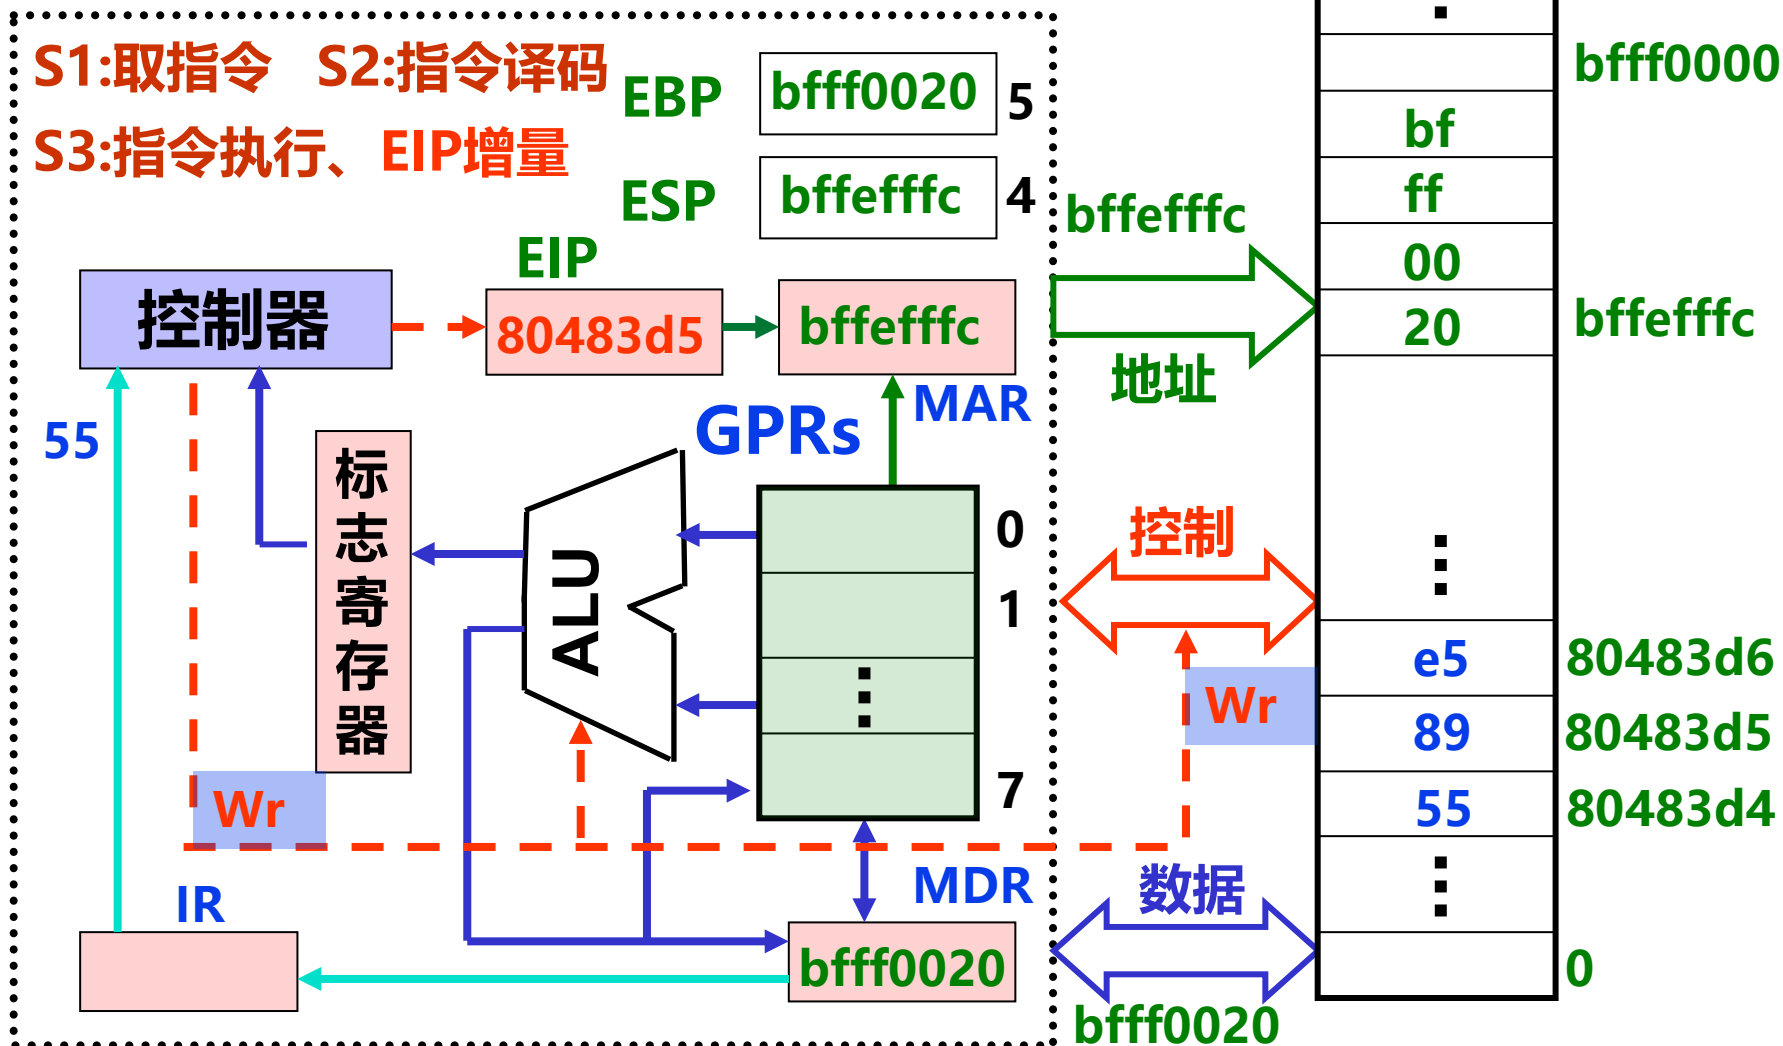 S1:取指令 S2:指令译码
S3:指令执行、EIP增量
EBP
bfff0020
5
ESP
bffefffc
4
EIP
控制器
80483d5
bffefffc
MAR
GPRs
55
标志寄存器
ALU
0
1
⋮
7
Wr
IR
MDR
bfff0020
bffefffc
地址
控制
Wr
数据
bfff0020
bfff0000
bf
ff
00
20
bffefffc
⋮
e5
80483d6
89
80483d5
55
80483d4
⋮
0